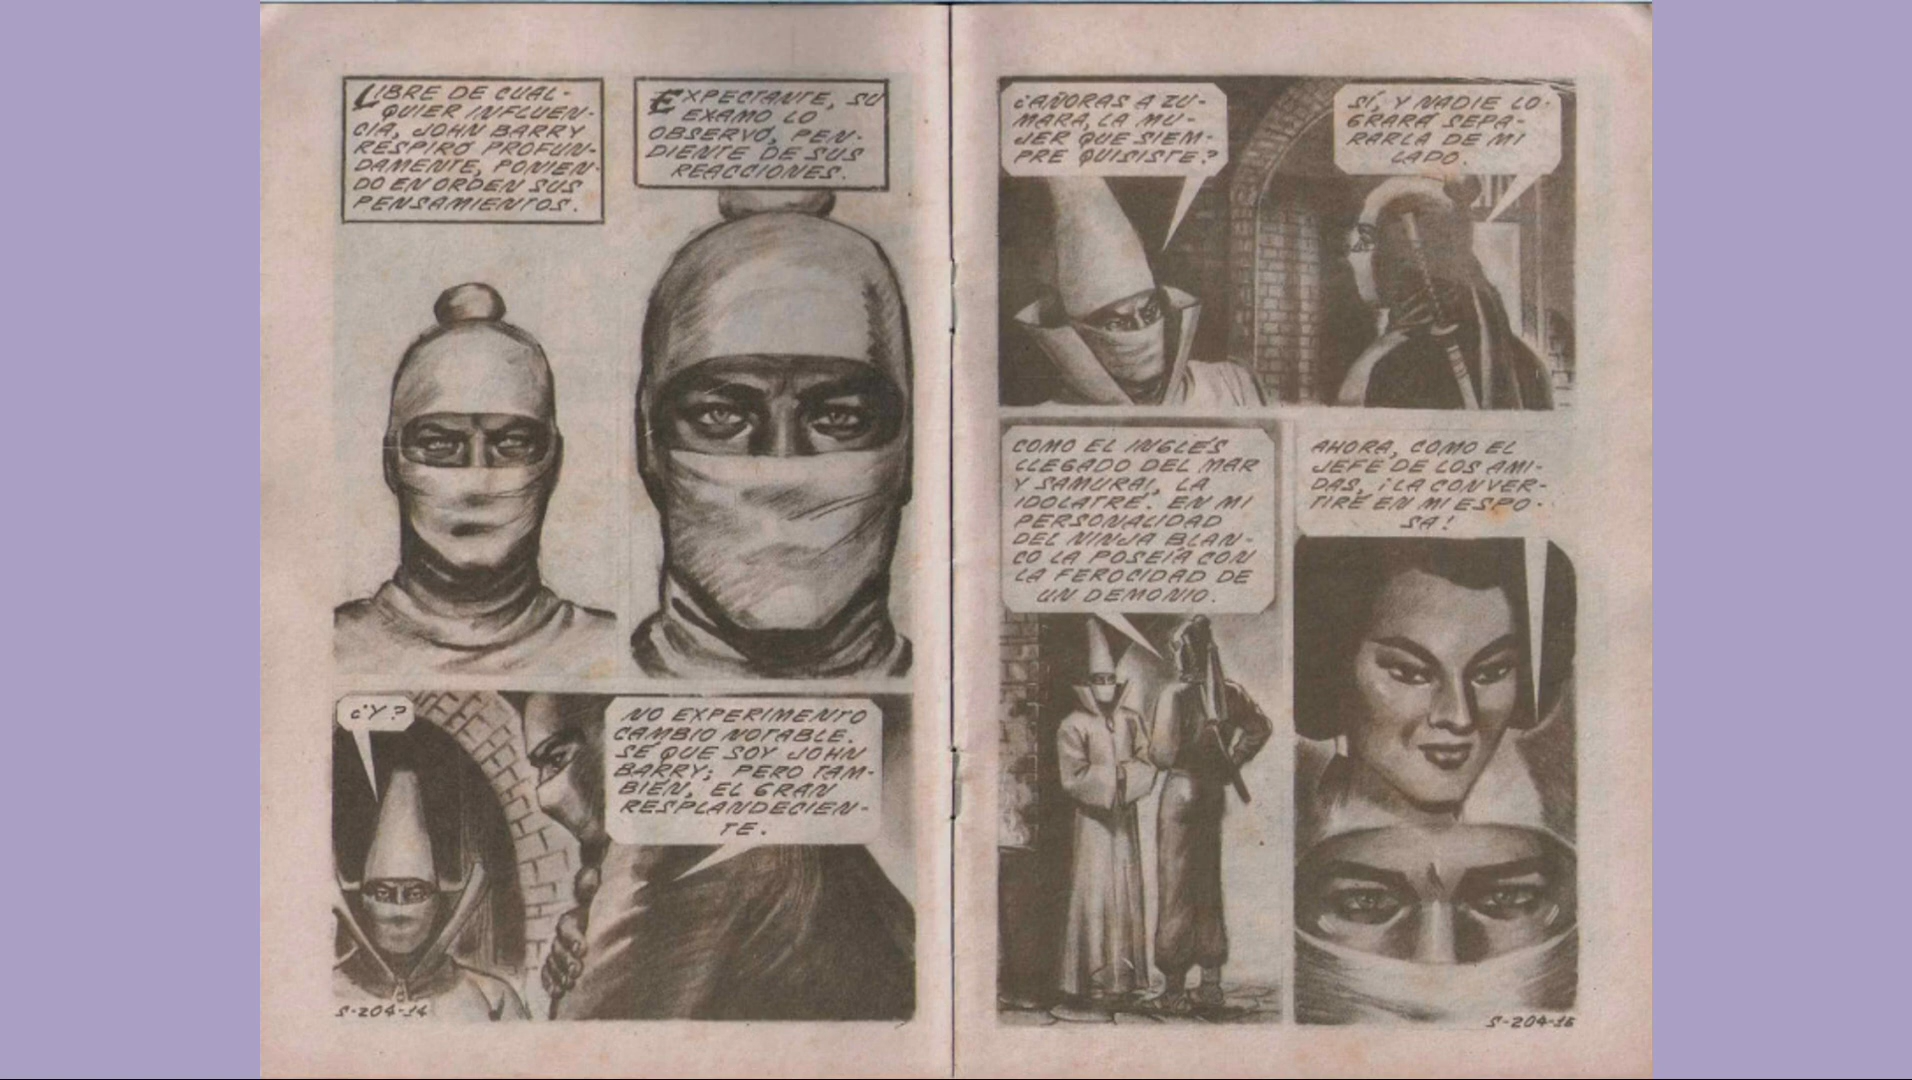 LIBRE DE CUAL-
QUIER INFLUEN-
CIA, JOHN BARRY
RESPIRÓ PROFUN-
DAMENTE, PONIEN-
DO EN ORDEN SUS
PENSAMIENTOS.
EXPECTANTE, SU
EXAMO LO
OBSERVÓ, PEN-
DIENTE DE SUS
REACCIONES.
¿Y?
NO EXPERIMENTO
CAMBIO NOTABLE.
SÉ QUE SOY JOHN
BARRY; PERO TAM-
BIÉN, EL GRAN
RESPLANDECIEN-
TE.
S-204-14
¿AÑORAS A ZU-
MARA, LA MU-
JER QUE SIEM-
PRE QUISISTE?
SÍ, Y NADIE LO-
GRARÁ SEPA-
RARLA DE MI
LADO.
COMO EL INGLÉS
LLEGADO DEL MAR
Y SAMURAI, LA
IDOLATRÉ. EN MI
PERSONALIDAD
DEL NINJA BLAN-
CO LA POSEÍA CON
LA FEROCIDAD DE
UN DEMONIO.
AHORA, COMO EL
JEFE DE LOS AMI-
DAS, ¡LA CONVER-
TIRÉ EN MI ESPO-
SA!
S-204-15